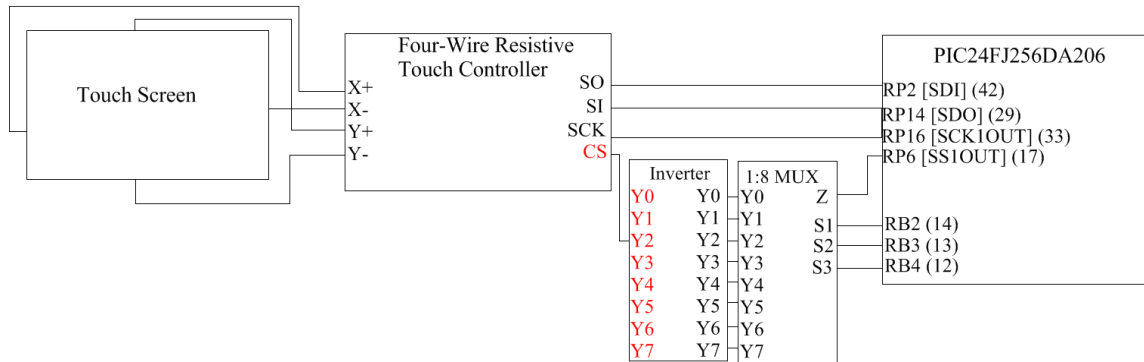 Touch Screen
Four-Wire Resistive
Touch Controller
X+
X-
Y+
Y-
SO
SI
SCK
CS
Inverter
Y0 Y0
Y1 Y1
Y2 Y2
Y3 Y3
Y4 Y4
Y5 Y5
Y6 Y6
Y7 Y7
1:8 MUX
Y0 Z
Y1 S1
Y2 S2
Y3 S3
Y4
Y5
Y6
Y7
PIC24FJ256DA206
RP2 [SDI] (42)
RP14 [SDO] (29)
RP16 [SCK1OUT] (33)
RP6 [SS1OUT] (17)
RB2 (14)
RB3 (13)
RB4 (12)